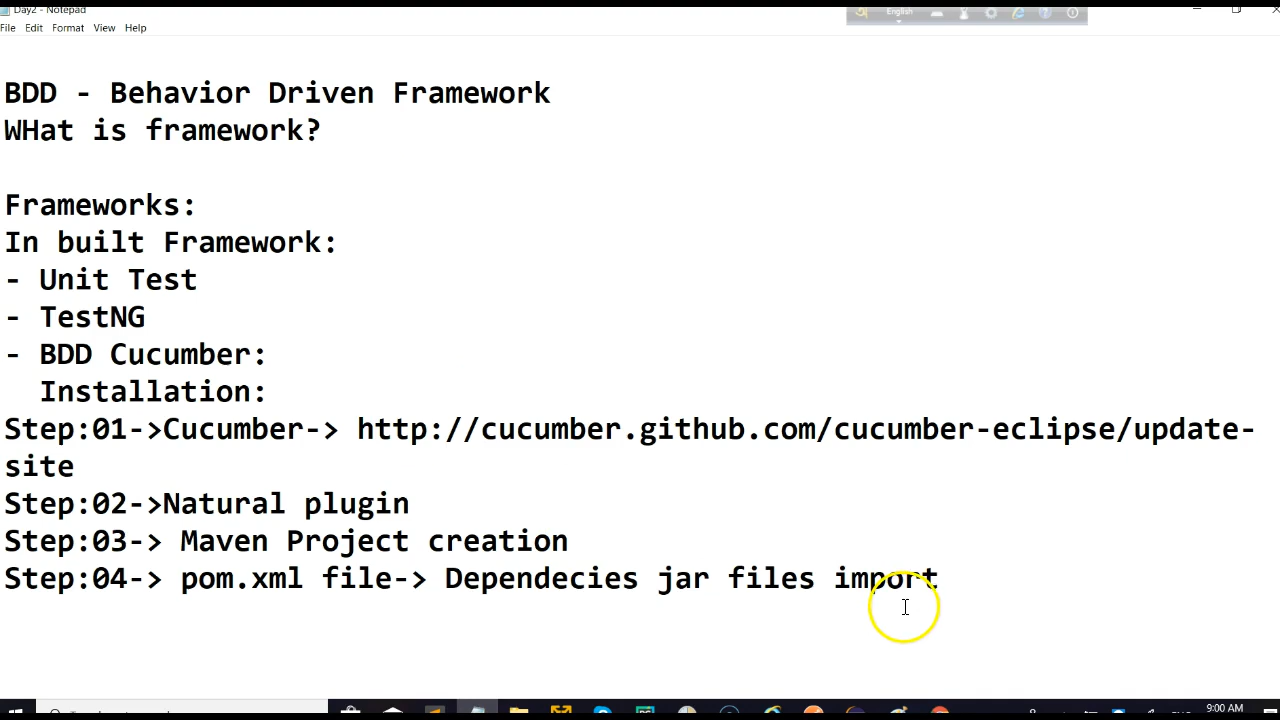 Day2 - Notepad
English
File Edit Format View Help
BDD - Behavior Driven Framework
WHat is framework?
Frameworks:
In built Framework:
- Unit Test
- TestNG
- BDD Cucumber:
Installation:
Step:01->Cucumber-> http://cucumber.github.com/cucumber-eclipse/update-
site
Step:02->Natural plugin
Step:03-> Maven Project creation
Step:04-> pom.xml file-> Dependecies jar files import
9:00 AM